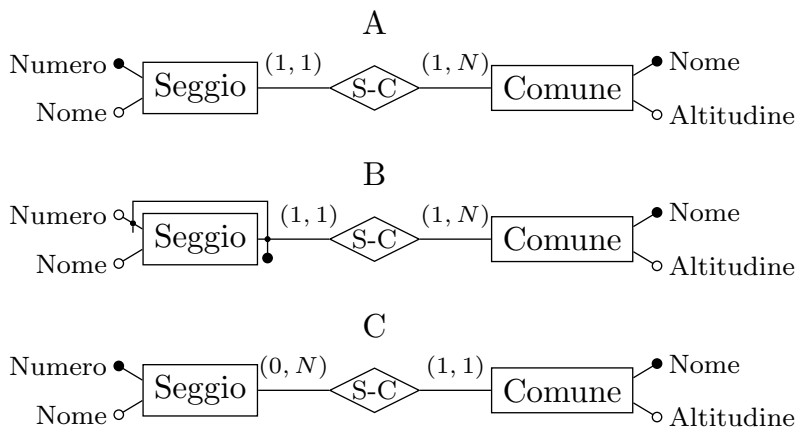 A
Numero (1, 1) (1, N) Nome
Seggio S-C Comune
Nome Altitudine
B
Numero (1, 1) (1, N) Nome
Seggio S-C Comune
Nome Altitudine
C
Numero (0, N) (1, 1) Nome
Seggio S-C Comune
Nome Altitudine